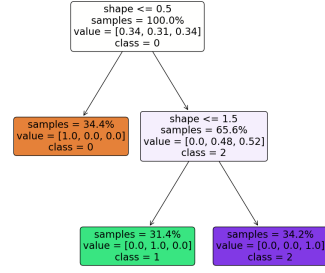 shape <= 0.5
samples = 100.0%
value = [0.34, 0.31, 0.34]
class = 0
samples = 34.4%
value = [1.0, 0.0, 0.0]
class = 0
shape <= 1.5
samples = 65.6%
value = [0.0, 0.48, 0.52]
class = 2
samples = 31.4%
value = [0.0, 1.0, 0.0]
class = 1
samples = 34.2%
value = [0.0, 0.0, 1.0]
class = 2